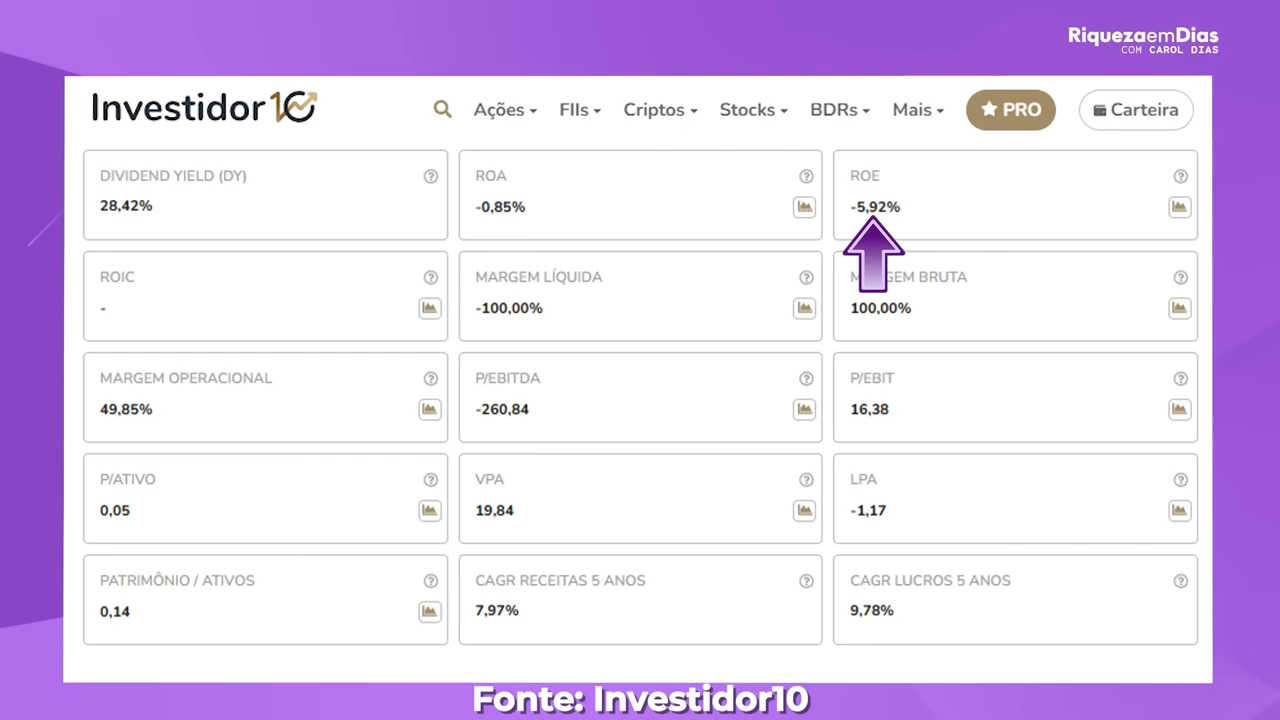 RiquezaemDias
COM CAROL DIAS
Investidor10
Ações
FIIs
Criptos
Stocks
BDRs
Mais
PRO
Carteira
DIVIDEND YIELD (DY)
28,42%
ROA
-0,85%
ROE
-5,92%
ROIC
-
MARGEM LÍQUIDA
-100,00%
BRUTA
100,00%
MARGEM OPERACIONAL
49,85%
P/EBITDA
-260,84
P/EBIT
16,38
P/ATIVO
0,05
VPA
19,84
LPA
-1,17
PATRIMÔNIO / ATIVOS
0,14
CAGR RECEITAS 5 ANOS
7,97%
CAGR LUCROS 5 ANOS
9,78%
Fonte: Investidor10